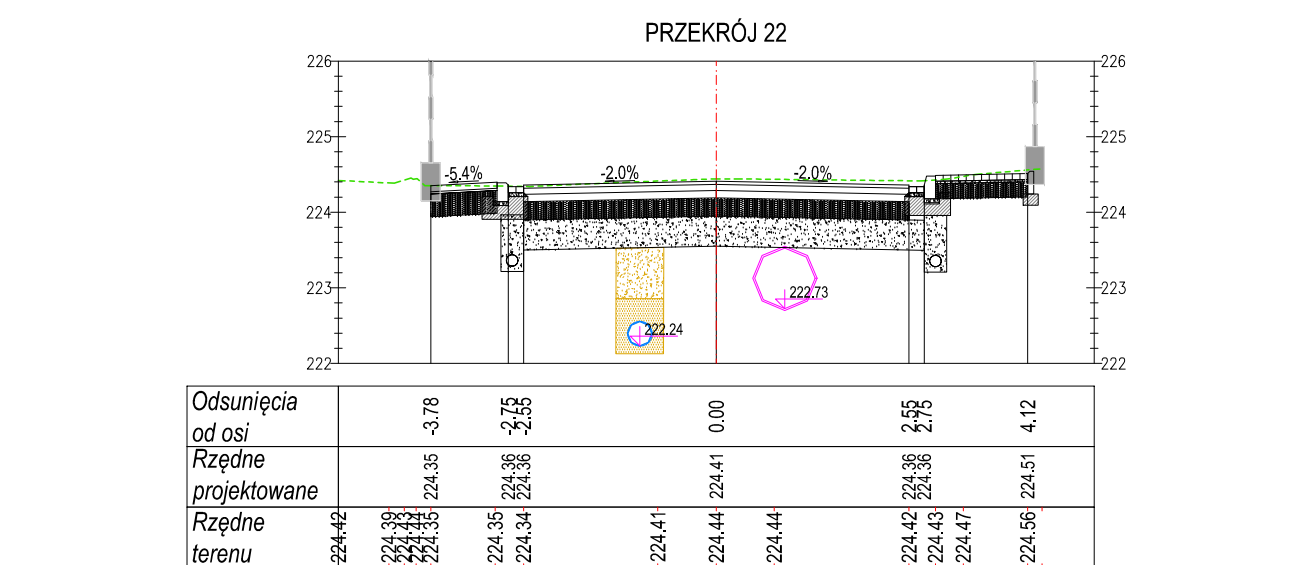 PRZEKRÓJ 22
226 226
225 225
-5.4% -2.0% -2.0%
224 224
223 222.73 223
222.24
222 222
Odsunięcia
od osi
-3.78 -2.75 -2.55 0.00 2.55 2.75 4.12
Rzędne
projektowane
224.35 224.36 224.36 224.41 224.36 224.36 224.51
Rzędne
terenu
224.42 224.39 224.43 224.44 224.35 224.35 224.34 224.41 224.44 224.44 224.42 224.43 224.47 224.56